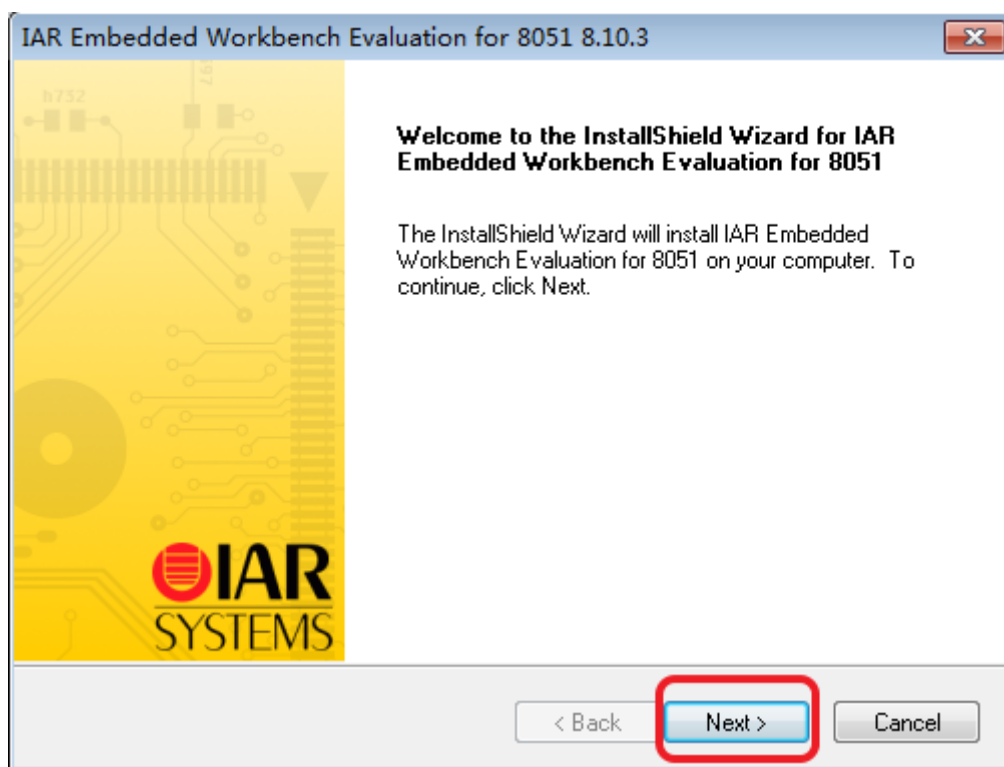 IAR Embedded Workbench Evaluation for 8051 8.10.3
h732
Welcome to the InstallShield Wizard for IAR
Embedded Workbench Evaluation for 8051
The InstallShield Wizard will install IAR Embedded
Workbench Evaluation for 8051 on your computer.  To
continue, click Next.
IAR
SYSTEMS
< Back
Next >
Cancel